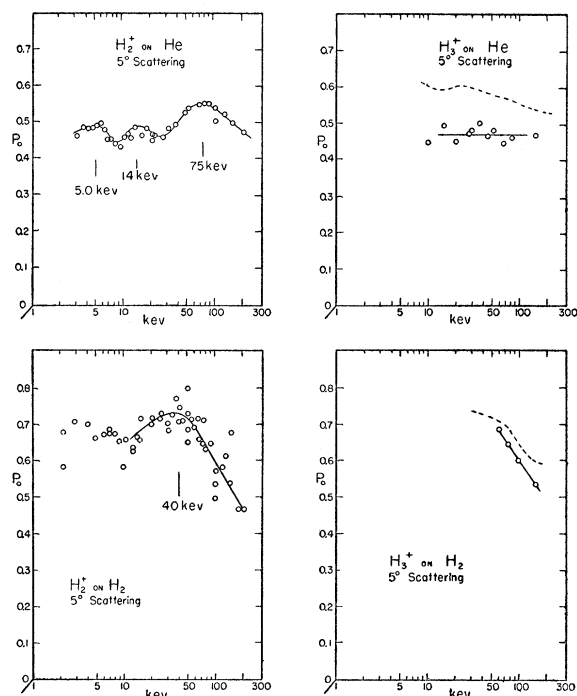 H₂⁺ ON He
5° Scattering
0.7
0.6
0.5
P₀
0.4
0.3
0.2
0.1
0
5.0 kev
14 kev
75 kev
1 5 10 50 100 300
kev
H₃⁺ ON He
5° Scattering
0.7
0.6
0.5
0.4
0.3
0.2
0.1
0
1 5 10 50 100 300
kev
0.8
0.7
0.6
P₀
0.5
0.4
0.3
0.2
0.1
0
40 kev
H₂⁺ ON H₂
5° Scattering
1 5 10 50 100 300
kev
0.8
0.7
0.6
P₀
0.5
0.4
0.3
0.2
0.1
0
H₃⁺ ON H₂
5° Scattering
1 5 10 50 100 300
kev